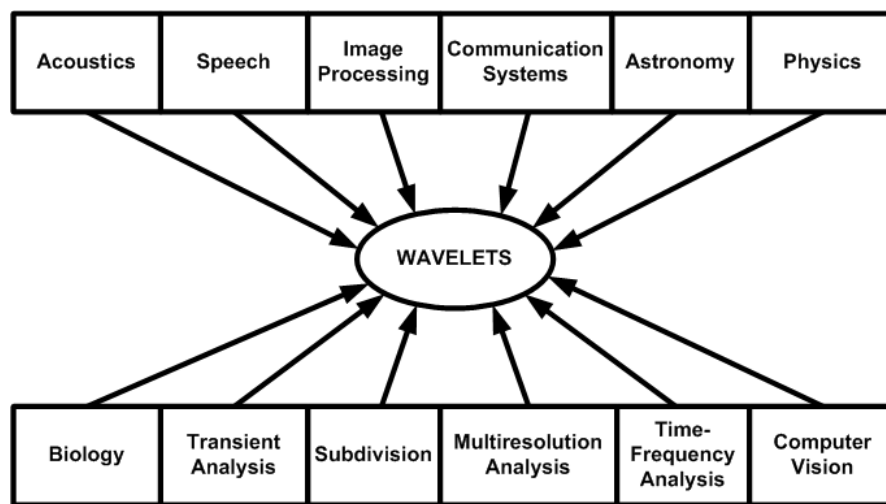 Acoustics
Speech
Image
Processing
Communication
Systems
Astronomy
Physics
WAVELETS
Biology
Transient
Analysis
Subdivision
Multiresolution
Analysis
Time-
Frequency
Analysis
Computer
Vision